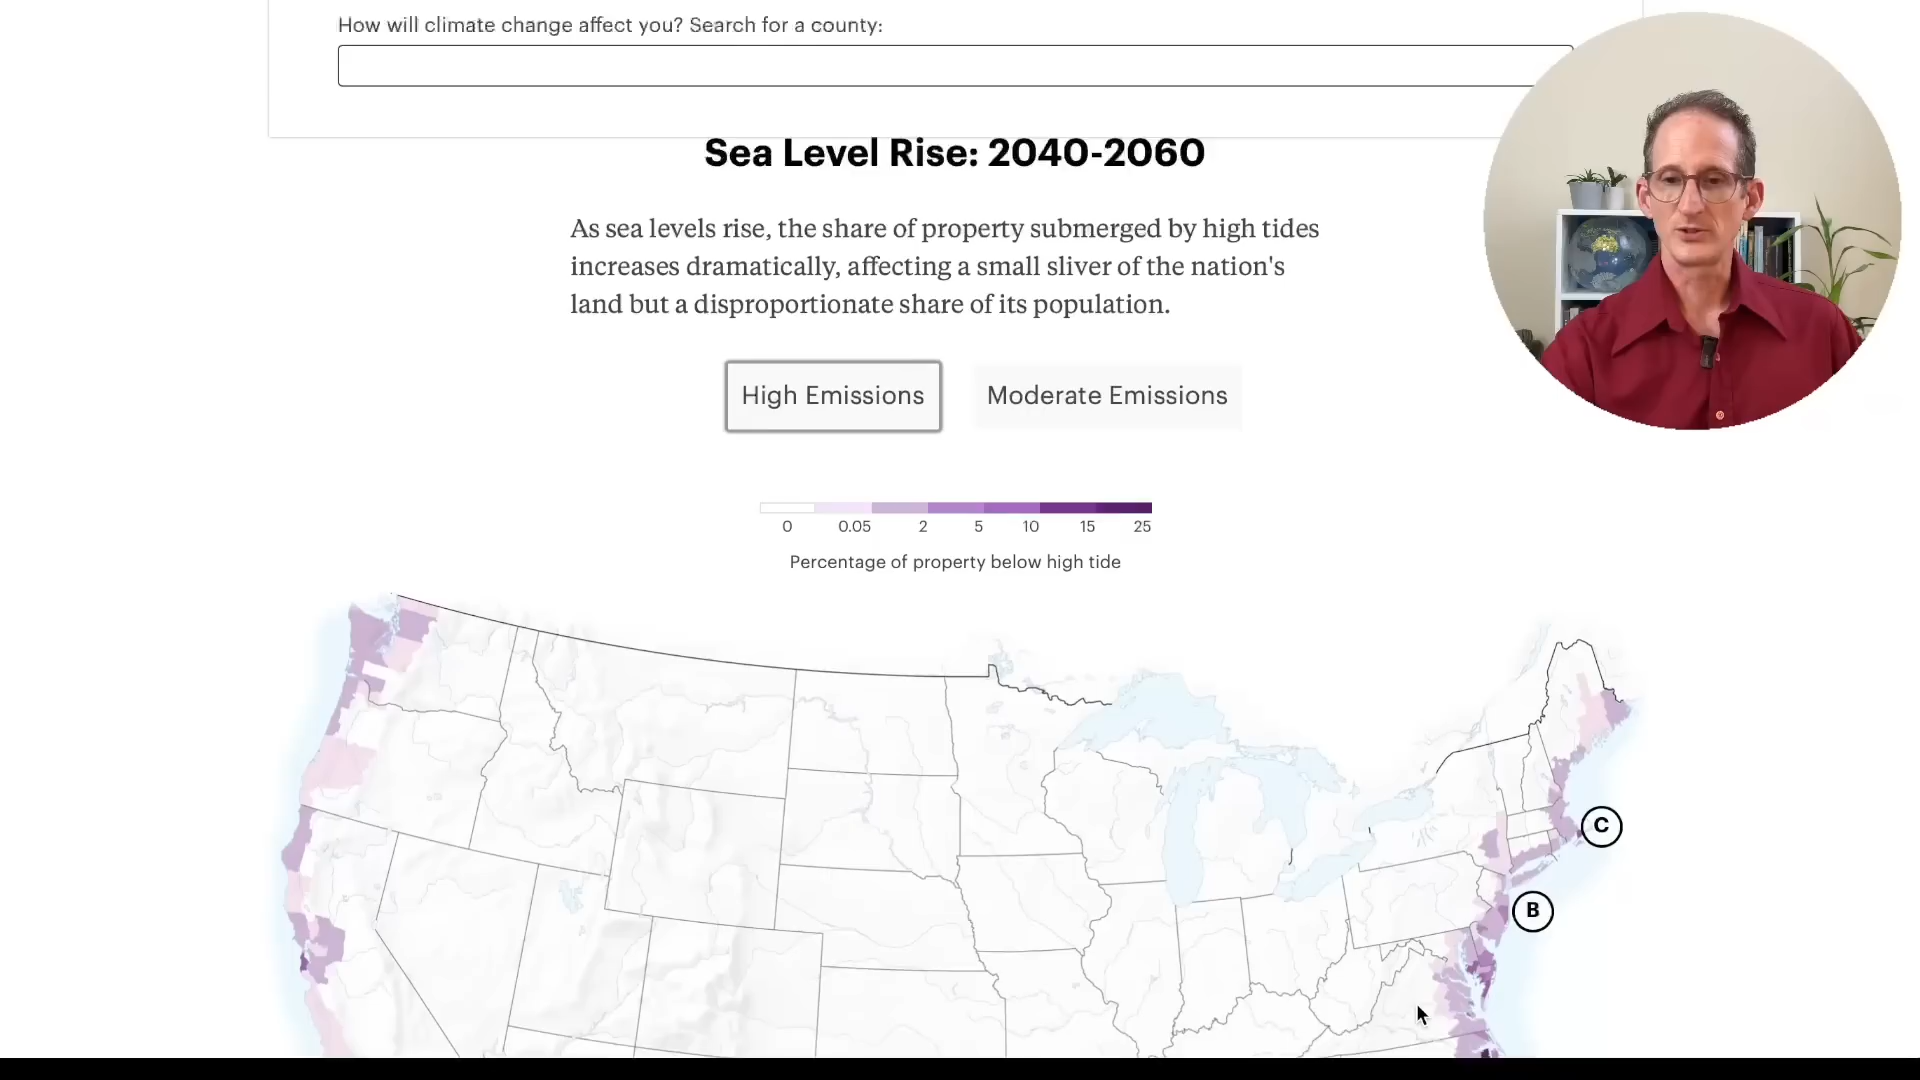 How will climate change affect you? Search for a county:
Sea Level Rise: 2040-2060
As sea levels rise, the share of property submerged by high tides
increases dramatically, affecting a small sliver of the nation's
land but a disproportionate share of its population.
High Emissions
Moderate Emissions
0 0.05 2 5 10 15 25
Percentage of property below high tide
C
B